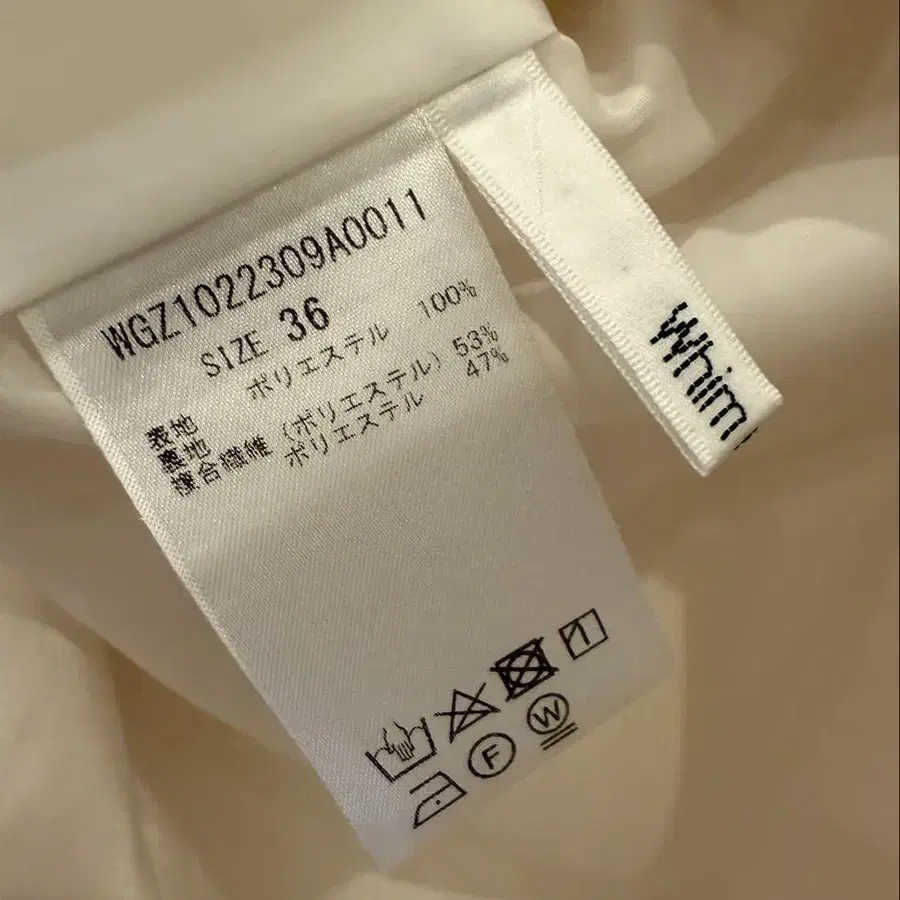 WGZ1022309A0011
SIZE 36
表地 ポリエステル 100%
裏地
複合繊維 (ポリエステル) 53%
ポリエステル 47%
F
W
Whim